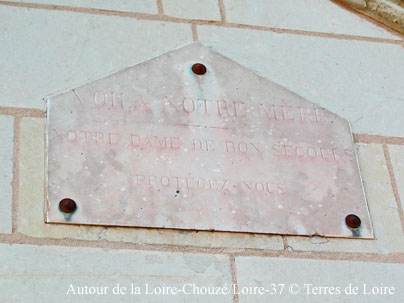 VOILA NOTRE MÈRE
NOTRE DAME DE BON SECOURS
PROTÉGEZ-NOUS
Autour de la Loire-Chouzé/Loire-37 © Terres de Loire